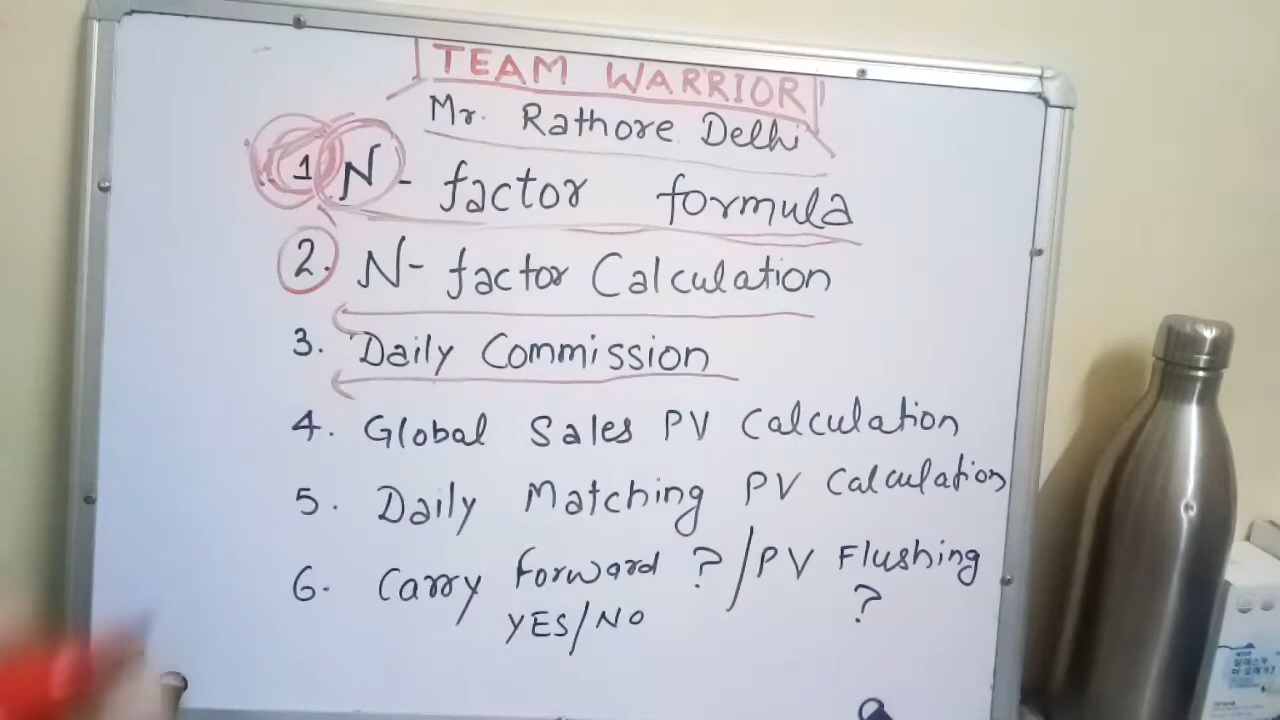 TEAM WARRIOR
Mr. Rathore Delhi
1 N-factor formula
2. N-factor Calculation
3. Daily Commission
4. Global Sales PV Calculation
5. Daily Matching PV Calculation
6. Carry Forward ? / PV Flushing ?
YES/NO